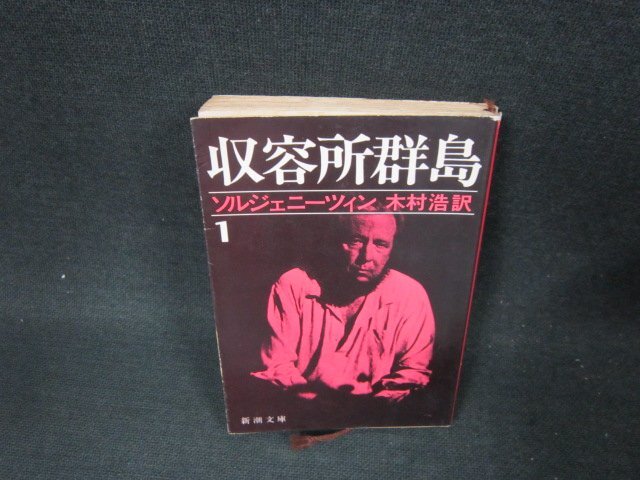 収容所群島
ソルジェニーツィン 木村浩訳
1
新潮文庫